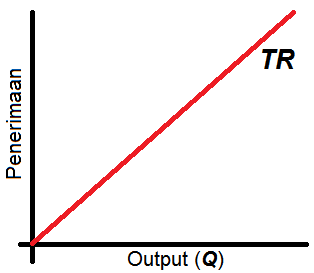 TR
Penerimaan
Output (Q)